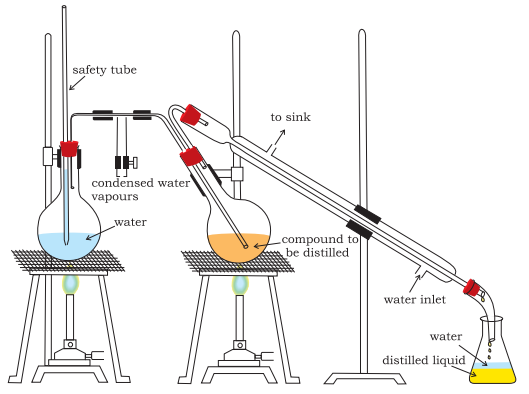 safety tube
to sink
condensed water
vapours
water
compound to
be distilled
water inlet
water
distilled liquid